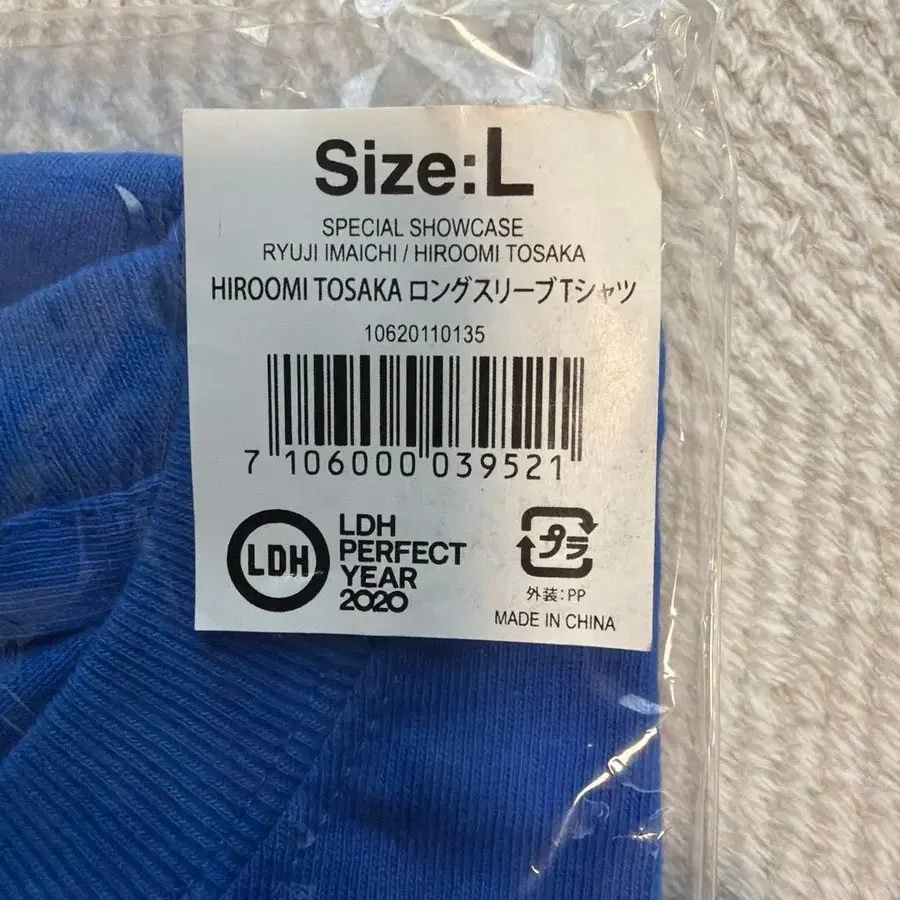 Size:L
SPECIAL SHOWCASE
RYUJI IMAICHI / HIROOMI TOSAKA
HIROOMI TOSAKA ロングスリーブTシャツ
10620110135
7 106000 039521
LDH
LDH
PERFECT
YEAR
2020
プラ
外装:PP
MADE IN CHINA